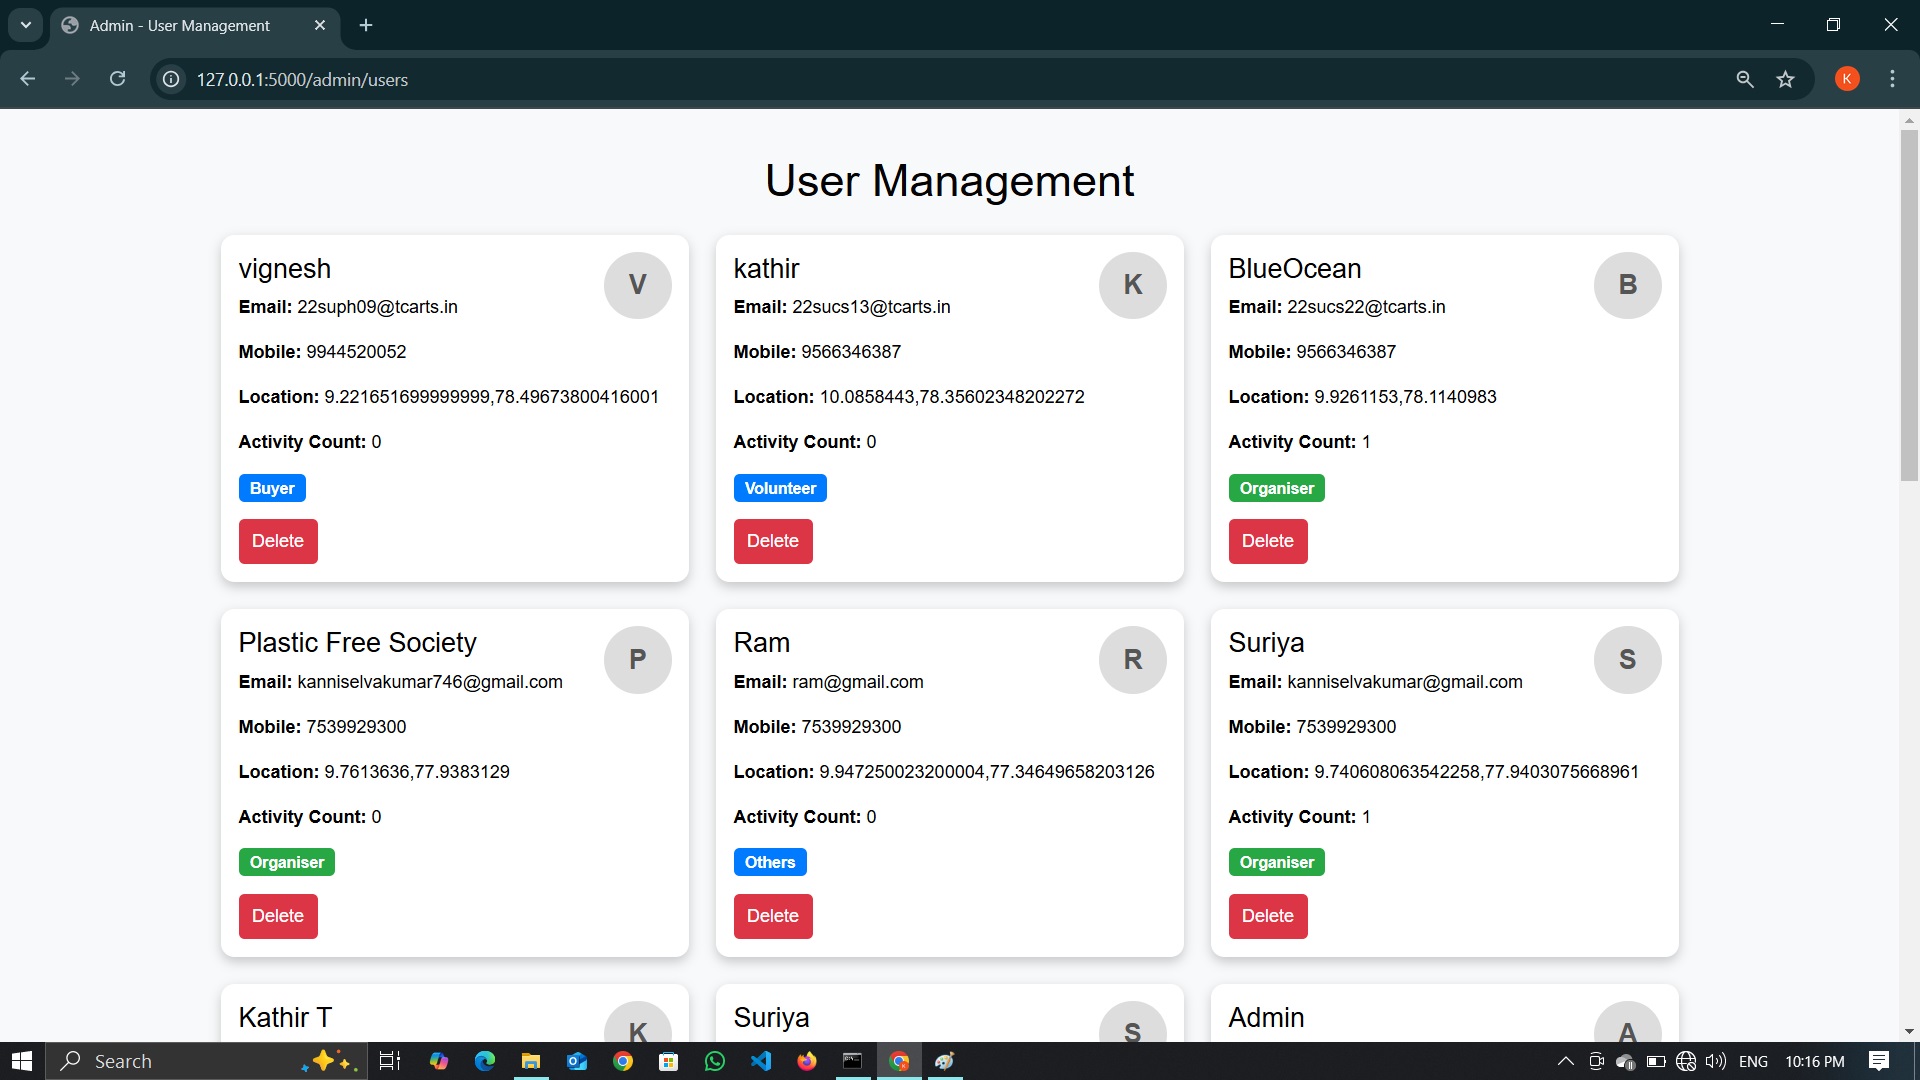 Admin - User Management
127.0.0.1:5000/admin/users
K
User Management
vignesh
V
Email: 22suph09@tcarts.in
Mobile: 9944520052
Location: 9.221651699999999,78.49673800416001
Activity Count: 0
Buyer
Delete
kathir
K
Email: 22sucs13@tcarts.in
Mobile: 9566346387
Location: 10.0858443,78.35602348202272
Activity Count: 0
Volunteer
Delete
BlueOcean
B
Email: 22sucs22@tcarts.in
Mobile: 9566346387
Location: 9.9261153,78.1140983
Activity Count: 1
Organiser
Delete
Plastic Free Society
P
Email: kanniselvakumar746@gmail.com
Mobile: 7539929300
Location: 9.7613636,77.9383129
Activity Count: 0
Organiser
Delete
Ram
R
Email: ram@gmail.com
Mobile: 7539929300
Location: 9.947250023200004,77.34649658203126
Activity Count: 0
Others
Delete
Suriya
S
Email: kanniselvakumar@gmail.com
Mobile: 7539929300
Location: 9.740608063542258,77.9403075668961
Activity Count: 1
Organiser
Delete
Kathir T
K
Suriya
S
Admin
A
Search
ENG
10:16 PM